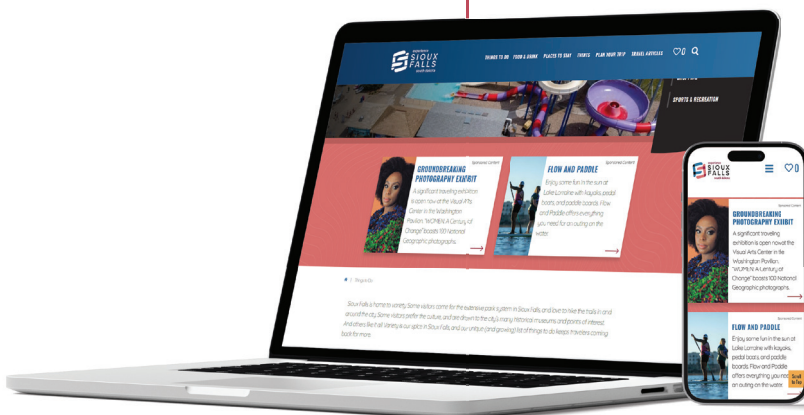 experience
SIOUX
FALLS
south dakota
THINGS TO DO FOOD & DRINK PLACES TO STAY EVENTS PLAN YOUR TRIP TRAVEL ARTICLES 0
SPORTS & RECREATION
Sponsored Content
GROUNDBREAKING
PHOTOGRAPHY EXHIBIT
A significant traveling exhibition
is open now at the Visual Arts
Center in the Washington
Pavilion. "WOMEN: A Century of
Change" boasts 100 National
Geographic photographs.
Sponsored Content
FLOW AND PADDLE
Enjoy some fun in the sun at
Lake Lorraine with kayaks, pedal
boats, and paddle boards. Flow
and Paddle offers everything
you need for an outing on the
water.
Things to Do
Sioux Falls is home to variety. Some visitors come for the extensive park system in Sioux Falls and love to hike the trails in and
around the city. Some visitors prefer the culture, and are drawn to the city's many historical museums and points of interest.
And others like it all. Variety is our spice in Sioux Falls, and our unique (and growing) list of things to do keeps travelers coming
back for more.
experience
SIOUX
FALLS
south dakota
0
Sponsored Content
GROUNDBREAKING
PHOTOGRAPHY EXHIBIT
A significant traveling
exhibition is open now at the
Visual Arts Center in the
Washington Pavilion.
"WOMEN: A Century of
Change" boasts 100 National
Geographic photographs.
Sponsored Content
FLOW AND PADDLE
Enjoy some fun in the sun at
Lake Lorraine with kayaks,
pedal boats, and paddle
boards. Flow and Paddle
offers everything you need
an outing on the water.
Scroll
to Top